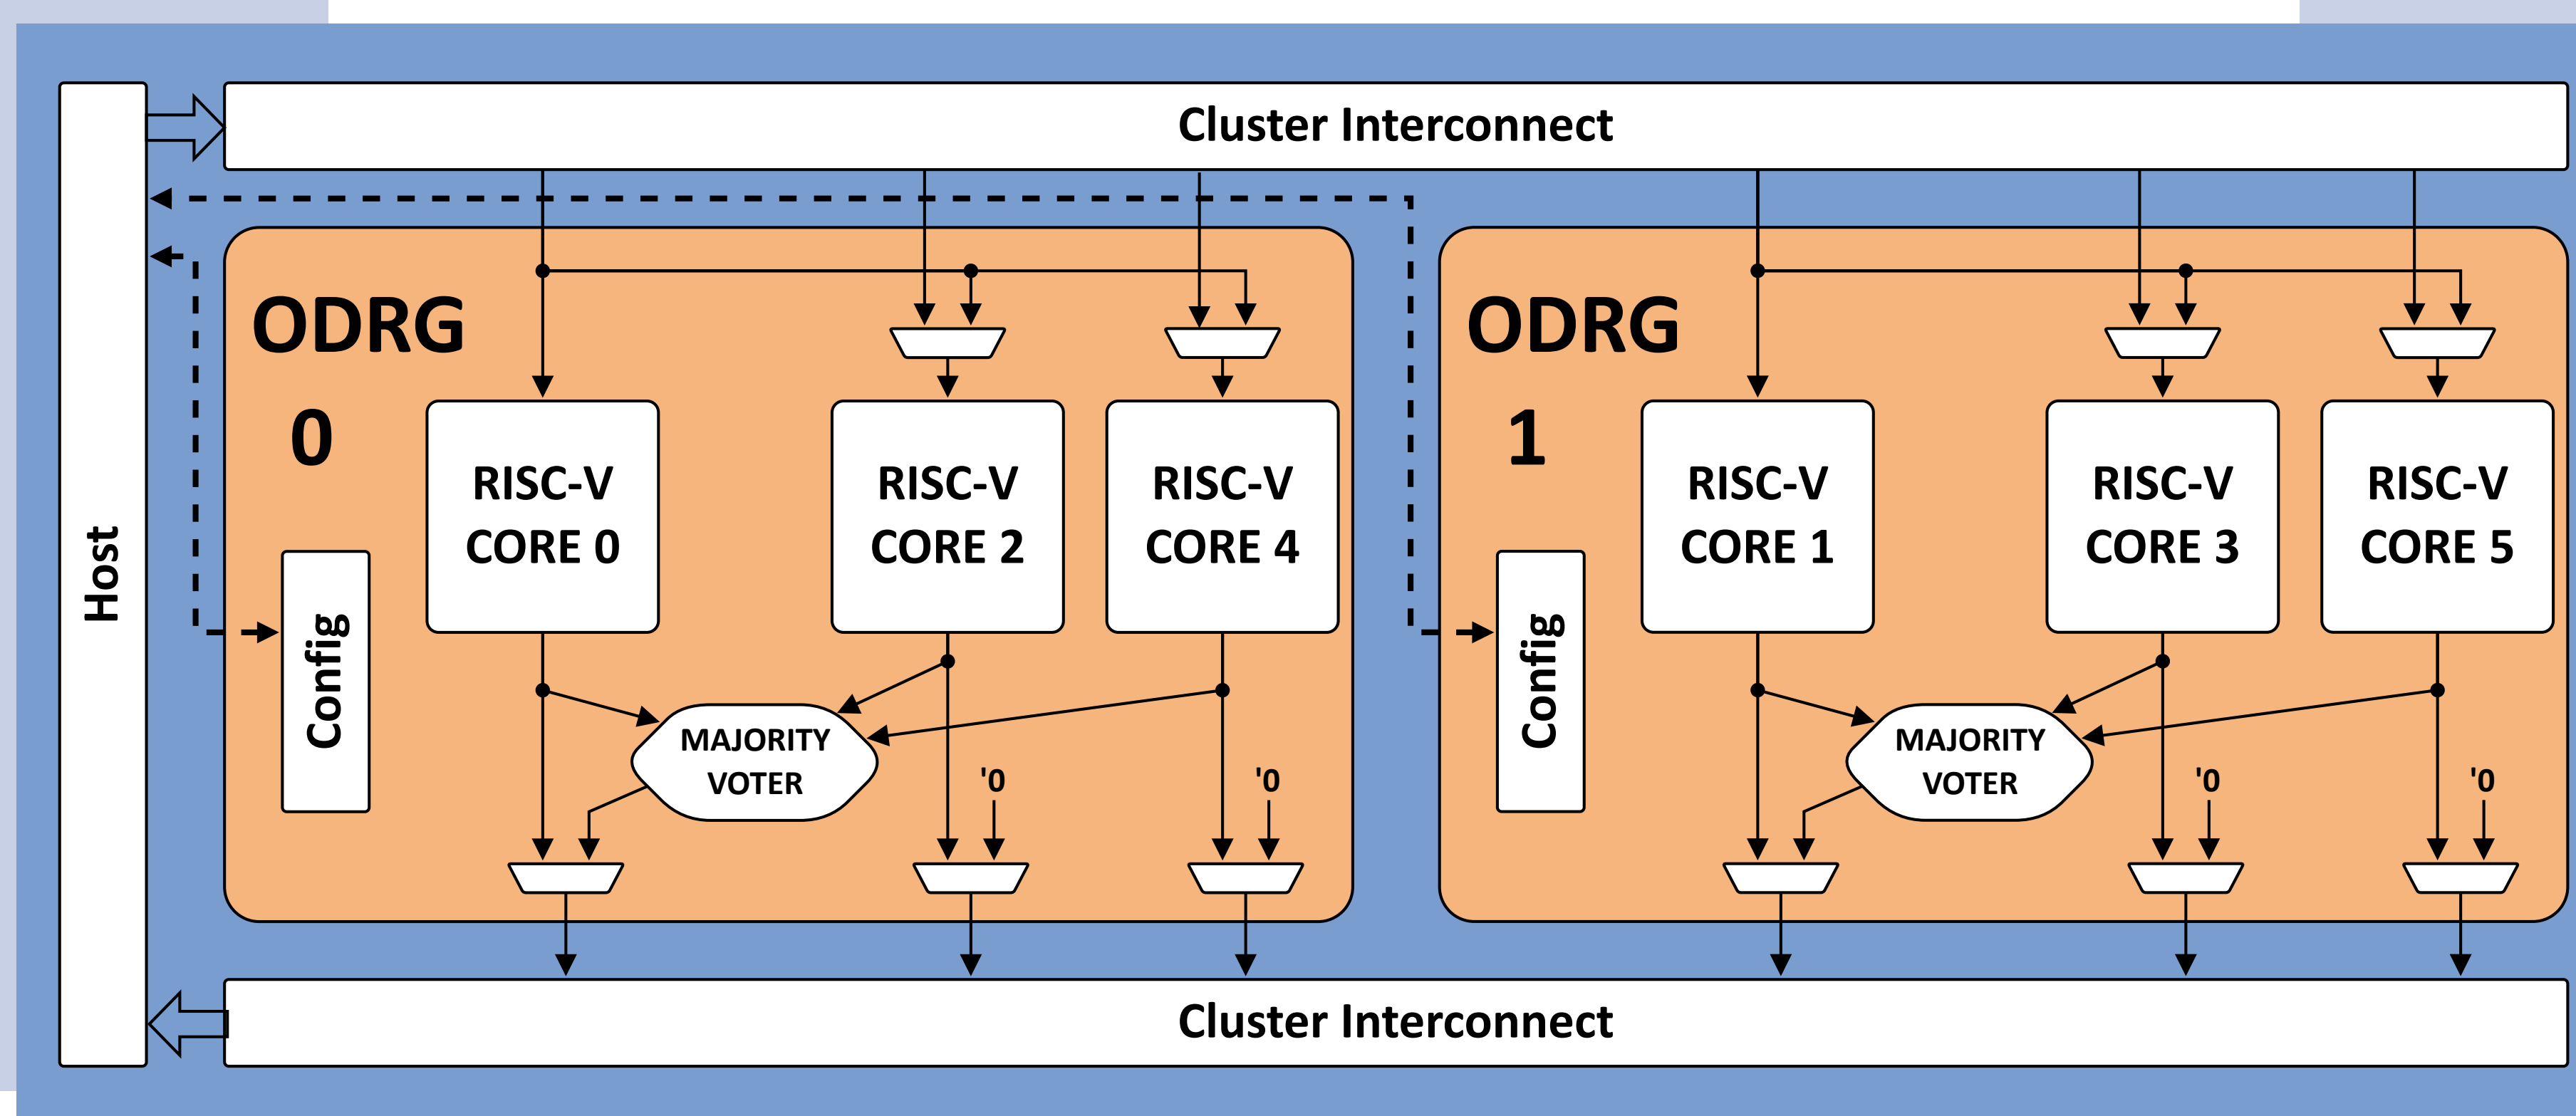 Cluster Interconnect
Host
ODRG
0
Config
RISC-V
CORE 0
RISC-V
CORE 2
RISC-V
CORE 4
MAJORITY
VOTER
'0
'0
ODRG
1
Config
RISC-V
CORE 1
RISC-V
CORE 3
RISC-V
CORE 5
MAJORITY
VOTER
'0
'0
Cluster Interconnect